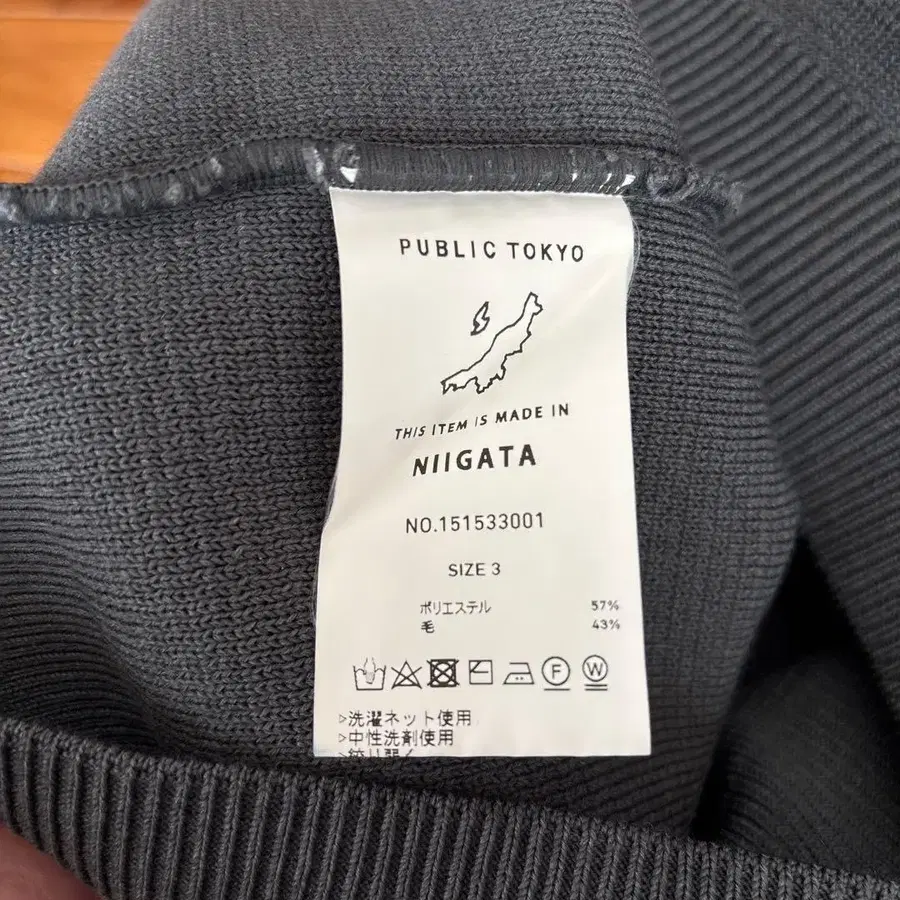 PUBLIC TOKYO
THIS ITEM IS MADE IN
NIIGATA
NO.151533001
SIZE 3
ポリエステル 57%
毛 43%
F W
▷洗濯ネット使用
▷中性洗剤使用